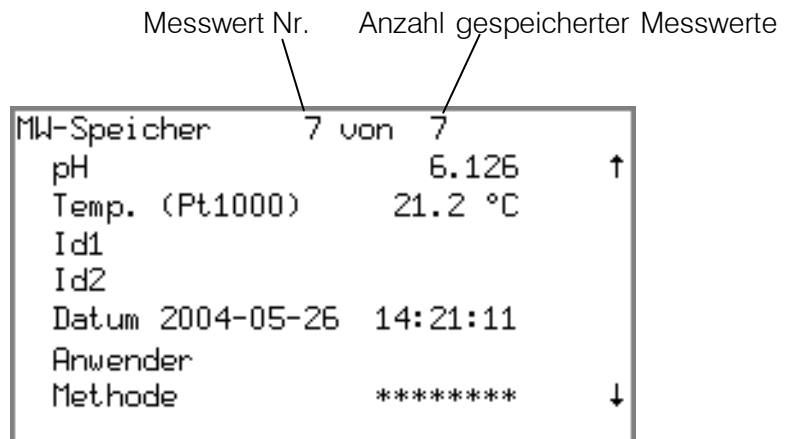 Messwert Nr. Anzahl gespeicherter Messwerte
MW-Speicher 7 von 7
pH 6.126 ↑
Temp. (Pt1000) 21.2 °C
Id1
Id2
Datum 2004-05-26 14:21:11
Anwender
Methode ******** ↓